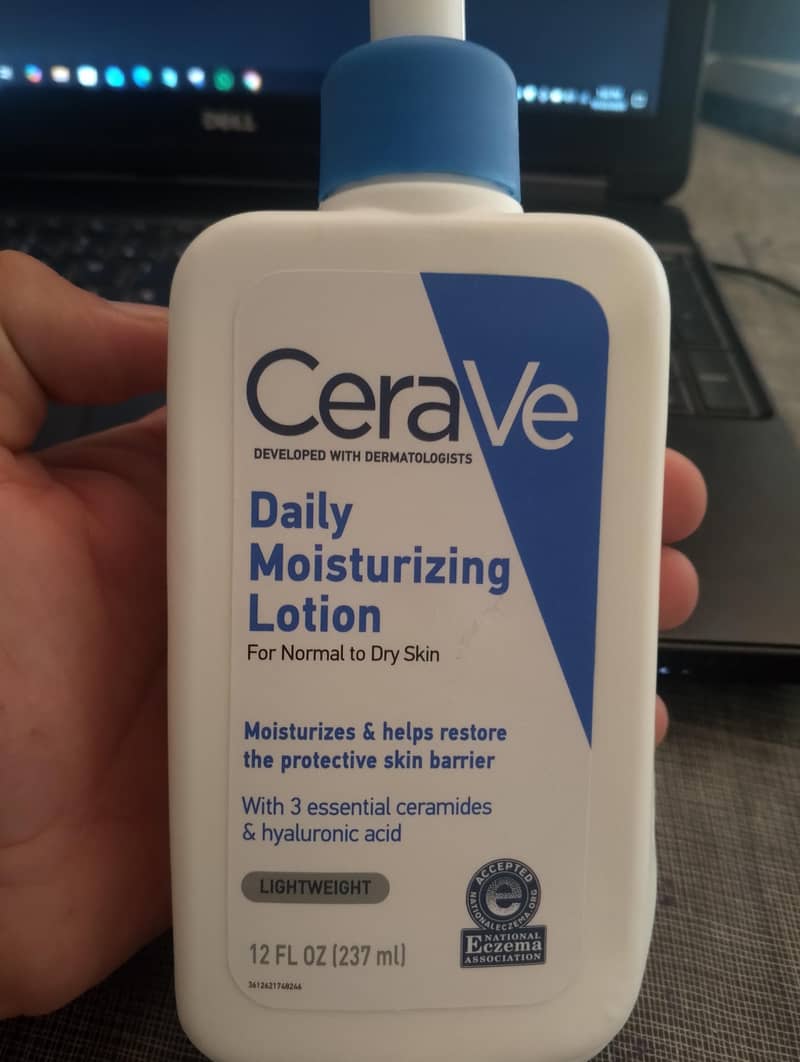 DELL
CeraVe
DEVELOPED WITH DERMATOLOGISTS
Daily
Moisturizing
Lotion
For Normal to Dry Skin
Moisturizes & helps restore
the protective skin barrier
With 3 essential ceramides
& hyaluronic acid
LIGHTWEIGHT
ACCEPTED
e
NATIONALECZEMA.ORG
NATIONAL
Eczema
ASSOCIATION
12 FL OZ (237 ml)
3612621748266